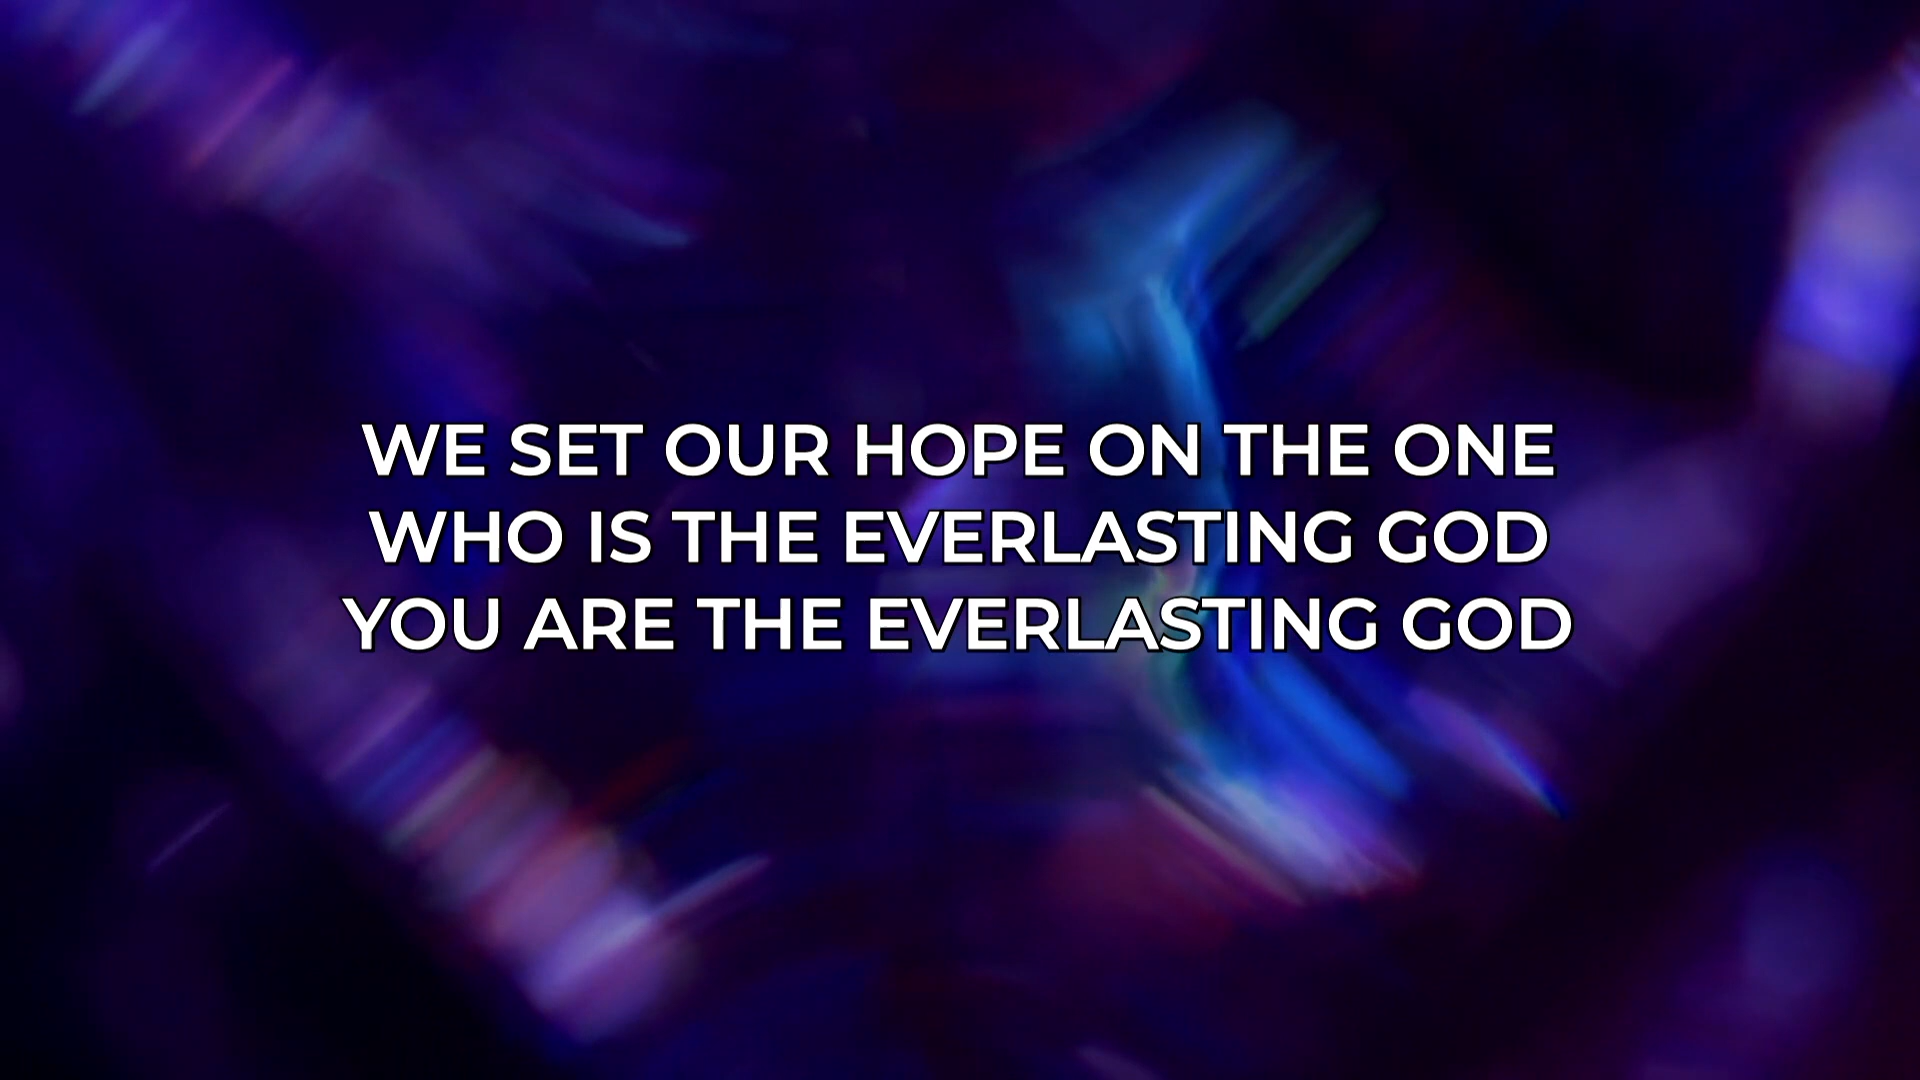 WE SET OUR HOPE ON THE ONE
WHO IS THE EVERLASTING GOD
YOU ARE THE EVERLASTING GOD